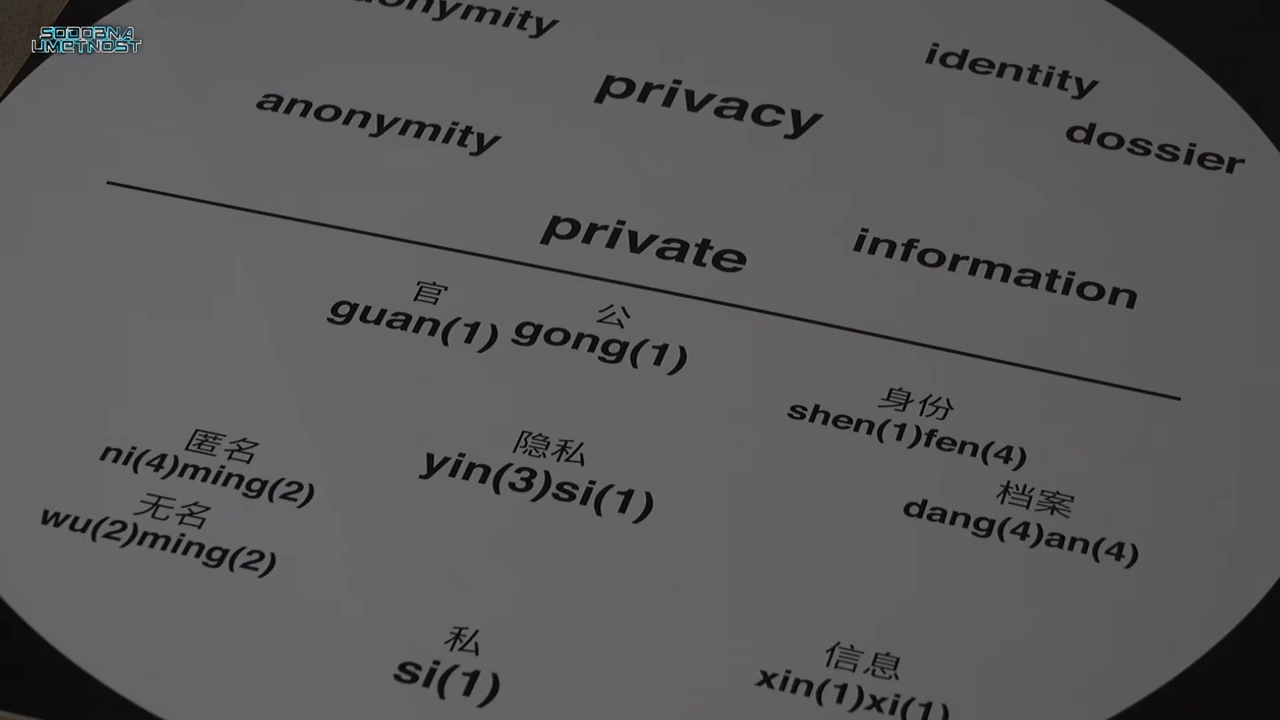 SODOBNA
UMETNOST
identity
privacy
anonymity
dossier
private
information
官
guan(1)
公
gong(1)
身份
shen(1)fen(4)
匿名
ni(4)ming(2)
隐私
yin(3)si(1)
档案
dang(4)an(4)
无名
wu(2)ming(2)
私
si(1)
信息
xin(1)xi(1)